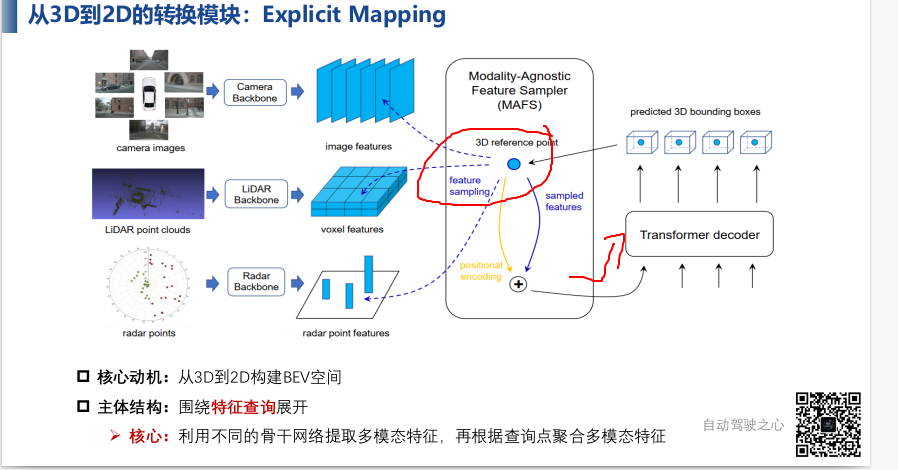 从3D到2D的转换模块：Explicit Mapping
camera images
Camera
Backbone
image features
LiDAR point clouds
LiDAR
Backbone
voxel features
radar points
Radar
Backbone
radar point features
Modality-Agnostic
Feature Sampler
(MAFS)
3D reference point
feature
sampling
sampled
features
positional
encoding
predicted 3D bounding boxes
Transformer decoder
核心动机：从3D到2D构建BEV空间
主体结构：围绕特征查询展开
核心：利用不同的骨干网络提取多模态特征，再根据查询点聚合多模态特征
自动驾驶之心